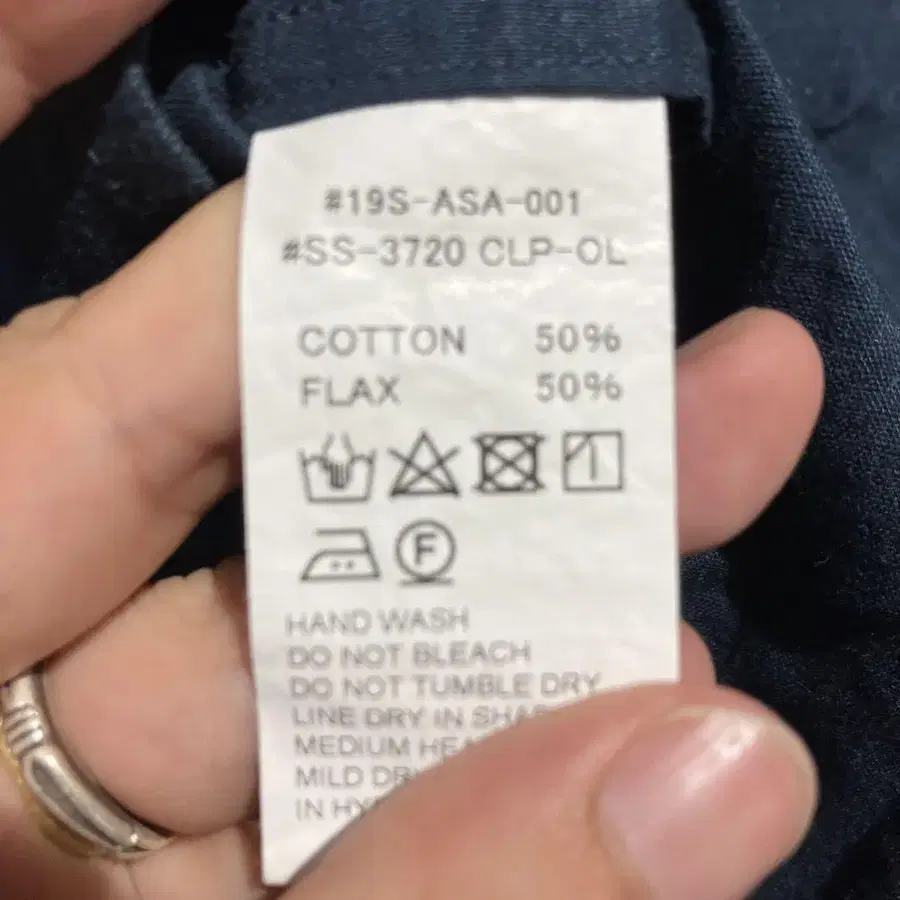 #19S-ASA-001
#SS-3720 CLP-OL
COTTON 50%
FLAX 50%
F
HAND WASH
DO NOT BLEACH
DO NOT TUMBLE DRY
LINE DRY IN
MEDIUM
MILD
IN